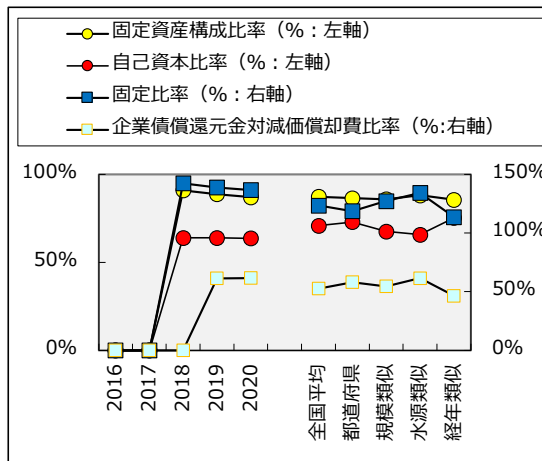 固定資産構成比率（%：左軸）
自己資本比率（%：左軸）
固定比率（%：右軸）
企業債償還元金対減価償却費比率（%:右軸）
100%
50%
0%
150%
100%
50%
0%
2016
2017
2018
2019
2020
全国平均
都道府県
規模類似
水源類似
経年類似